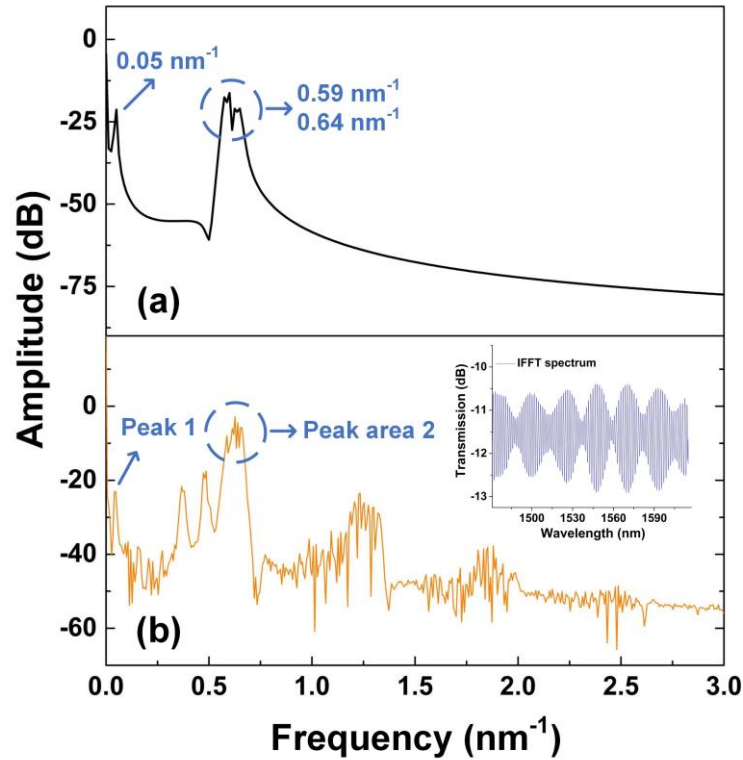 0
-25
-50
-75
0.05 nm⁻¹
0.59 nm⁻¹
0.64 nm⁻¹
(a)
Amplitude (dB)
0
-20
-40
-60
Peak 1
Peak area 2
(b)
-10
-11
-12
-13
IFFT spectrum
Transmission (dB)
1500 1530 1560 1590
Wavelength (nm)
0.0 0.5 1.0 1.5 2.0 2.5 3.0
Frequency (nm⁻¹)